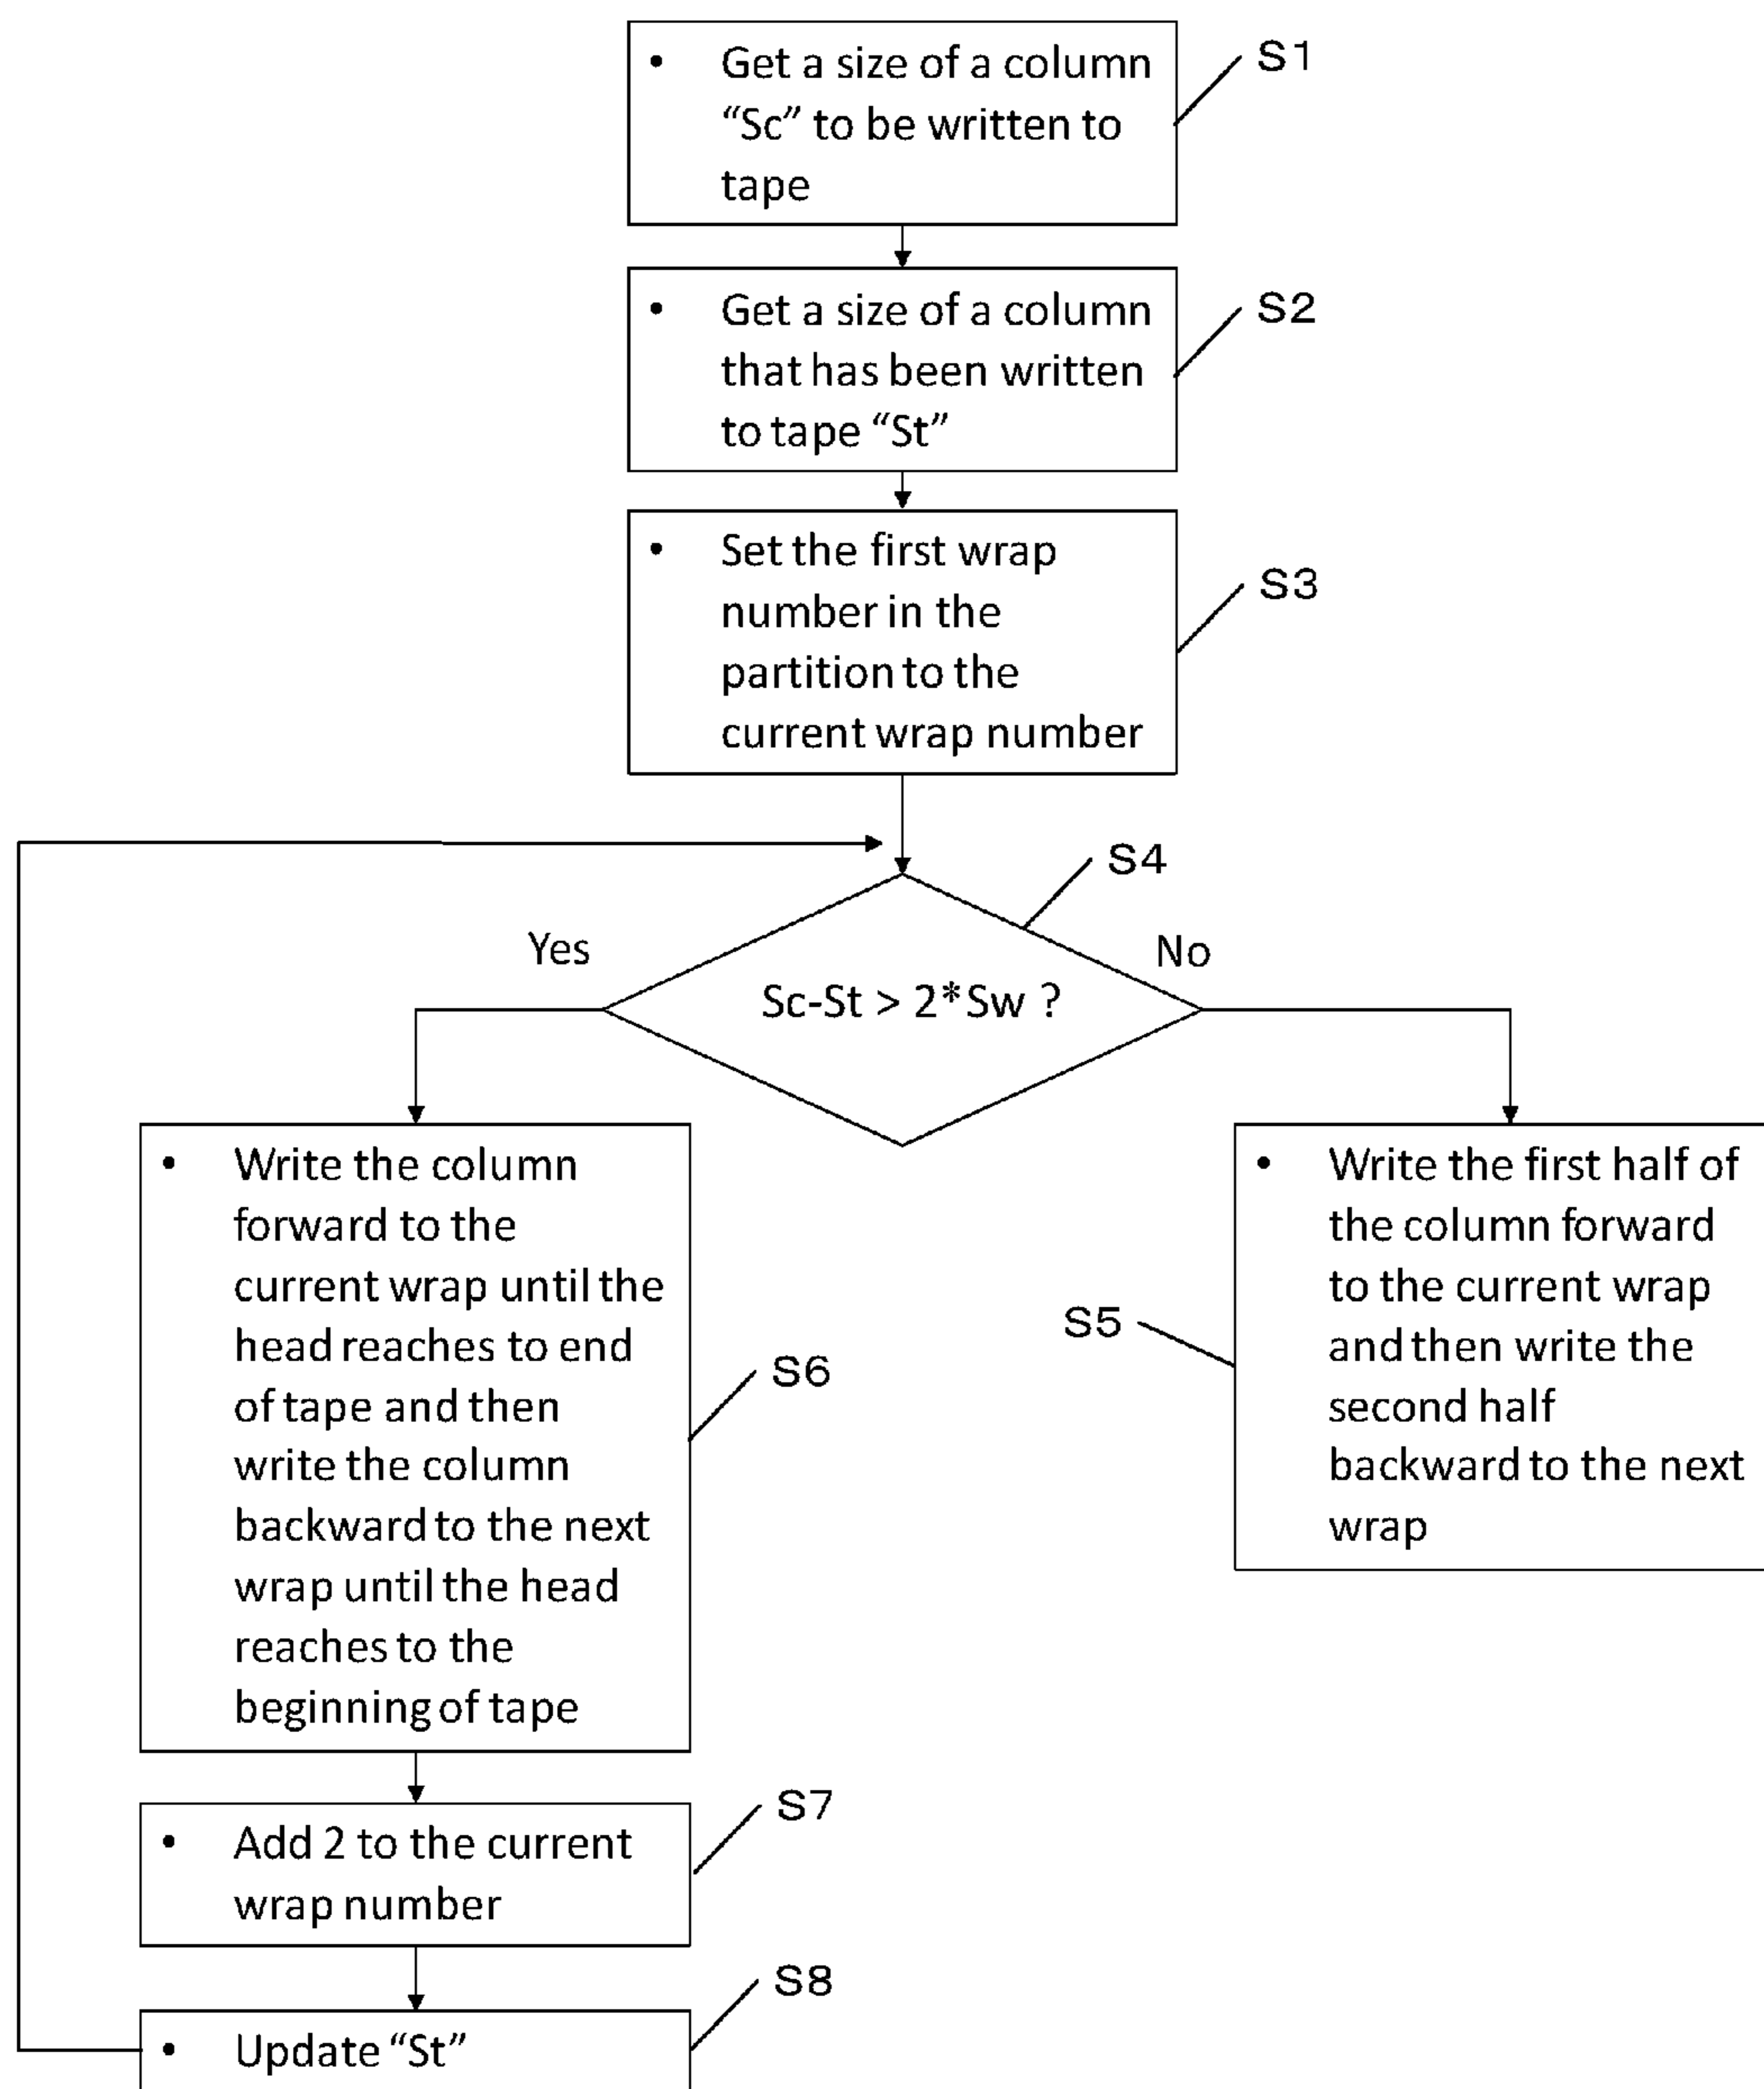 • Get a size of a column
“Sc” to be written to
tape
S1
• Get a size of a column
that has been written
to tape “St”
S2
• Set the first wrap
number in the
partition to the
current wrap number
S3
S4
Yes
No
Sc-St > 2*Sw ?
• Write the column
forward to the
current wrap until the
head reaches to end
of tape and then
write the column
backward to the next
wrap until the head
reaches to the
beginning of tape
S6
• Write the first half of
the column forward
to the current wrap
and then write the
second half
backward to the next
wrap
S5
• Add 2 to the current
wrap number
S7
• Update “St”
S8